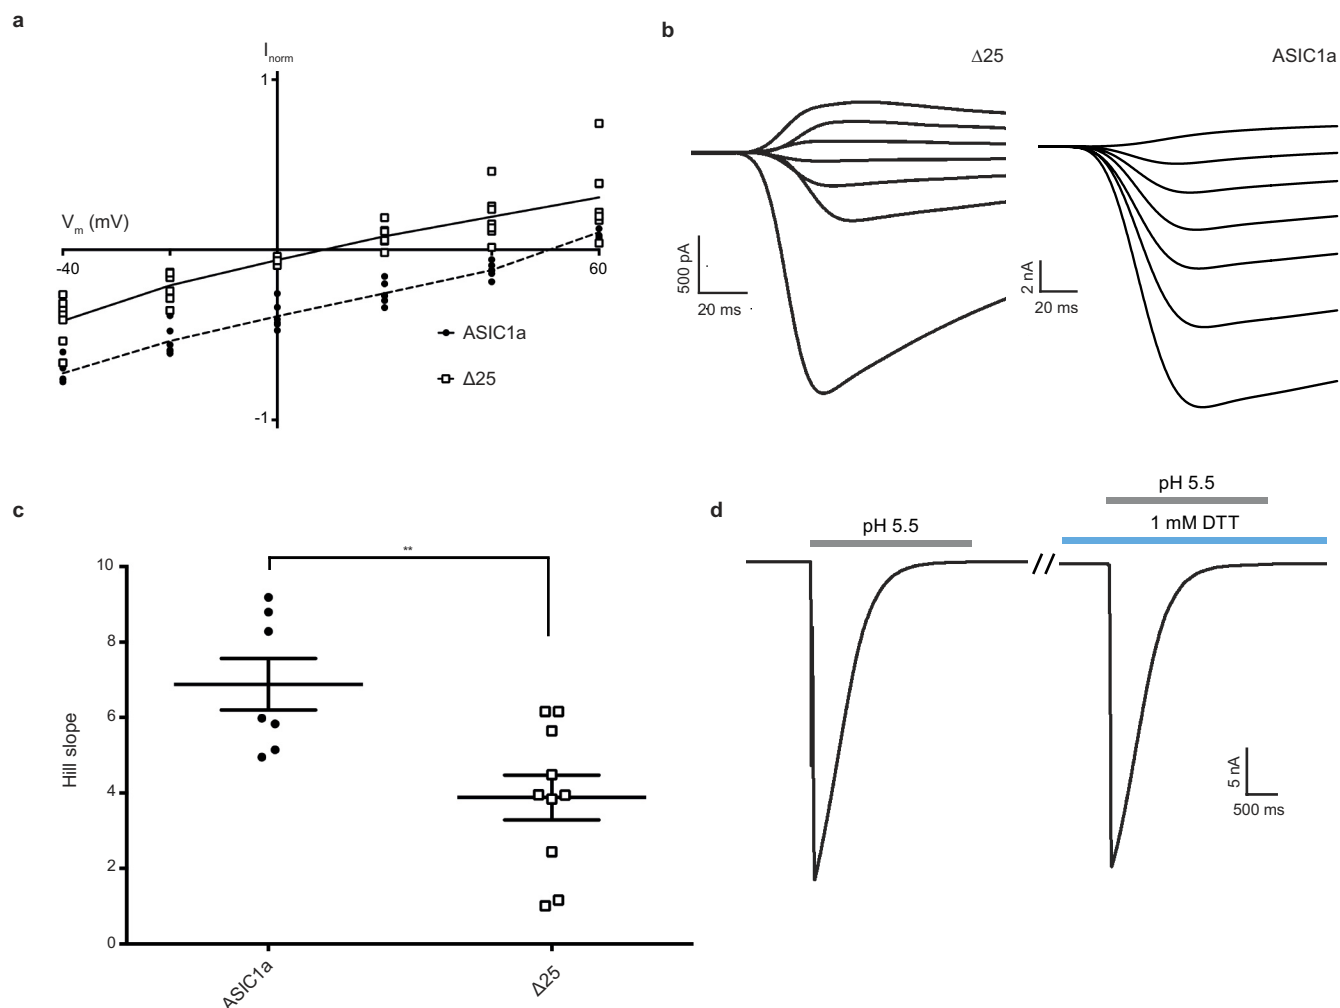 a
I norm
1
V m (mV)
-40
60
ASIC1a
Δ25
-1
b
Δ25
ASIC1a
500 pA
20 ms
2 nA
20 ms
c
**
10
8
6
4
2
0
Hill slope
ASIC1a
Δ25
d
pH 5.5
pH 5.5
1 mM DTT
5 nA
500 ms